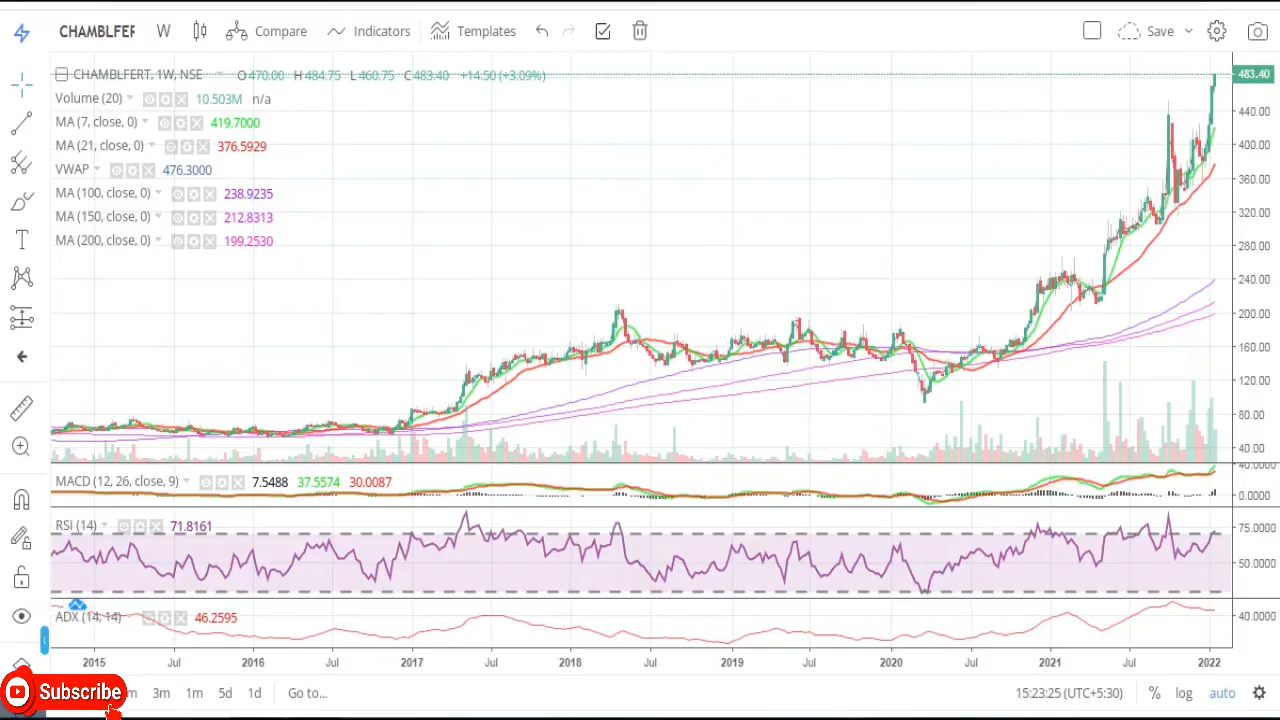 CHAMBLFER W Compare Indicators Templates Save
CHAMBLFERT, 1W, NSE O470.00 H484.75 L460.75 C483.40 +14.50 (+3.09%)
Volume (20) 10.503M n/a
MA (7, close, 0) 419.7000
MA (21, close, 0) 376.5929
VWAP 476.3000
MA (100, close, 0) 238.9235
MA (150, close, 0) 212.8313
MA (200, close, 0) 199.2530
483.40
440.00
400.00
360.00
320.00
280.00
240.00
200.00
160.00
120.00
80.00
40.00
MACD (12, 26, close, 9) 7.5488 37.5574 30.0087
40.0000
0.0000
RSI (14) 71.8161
75.0000
50.0000
ADX (14, 14) 46.2595
40.0000
2015 Jul 2016 Jul 2017 Jul 2018 Jul 2019 Jul 2020 Jul 2021 Jul 2022
Subscribe
m 3m 1m 5d 1d Go to... 15:23:25 (UTC+5:30) % log auto